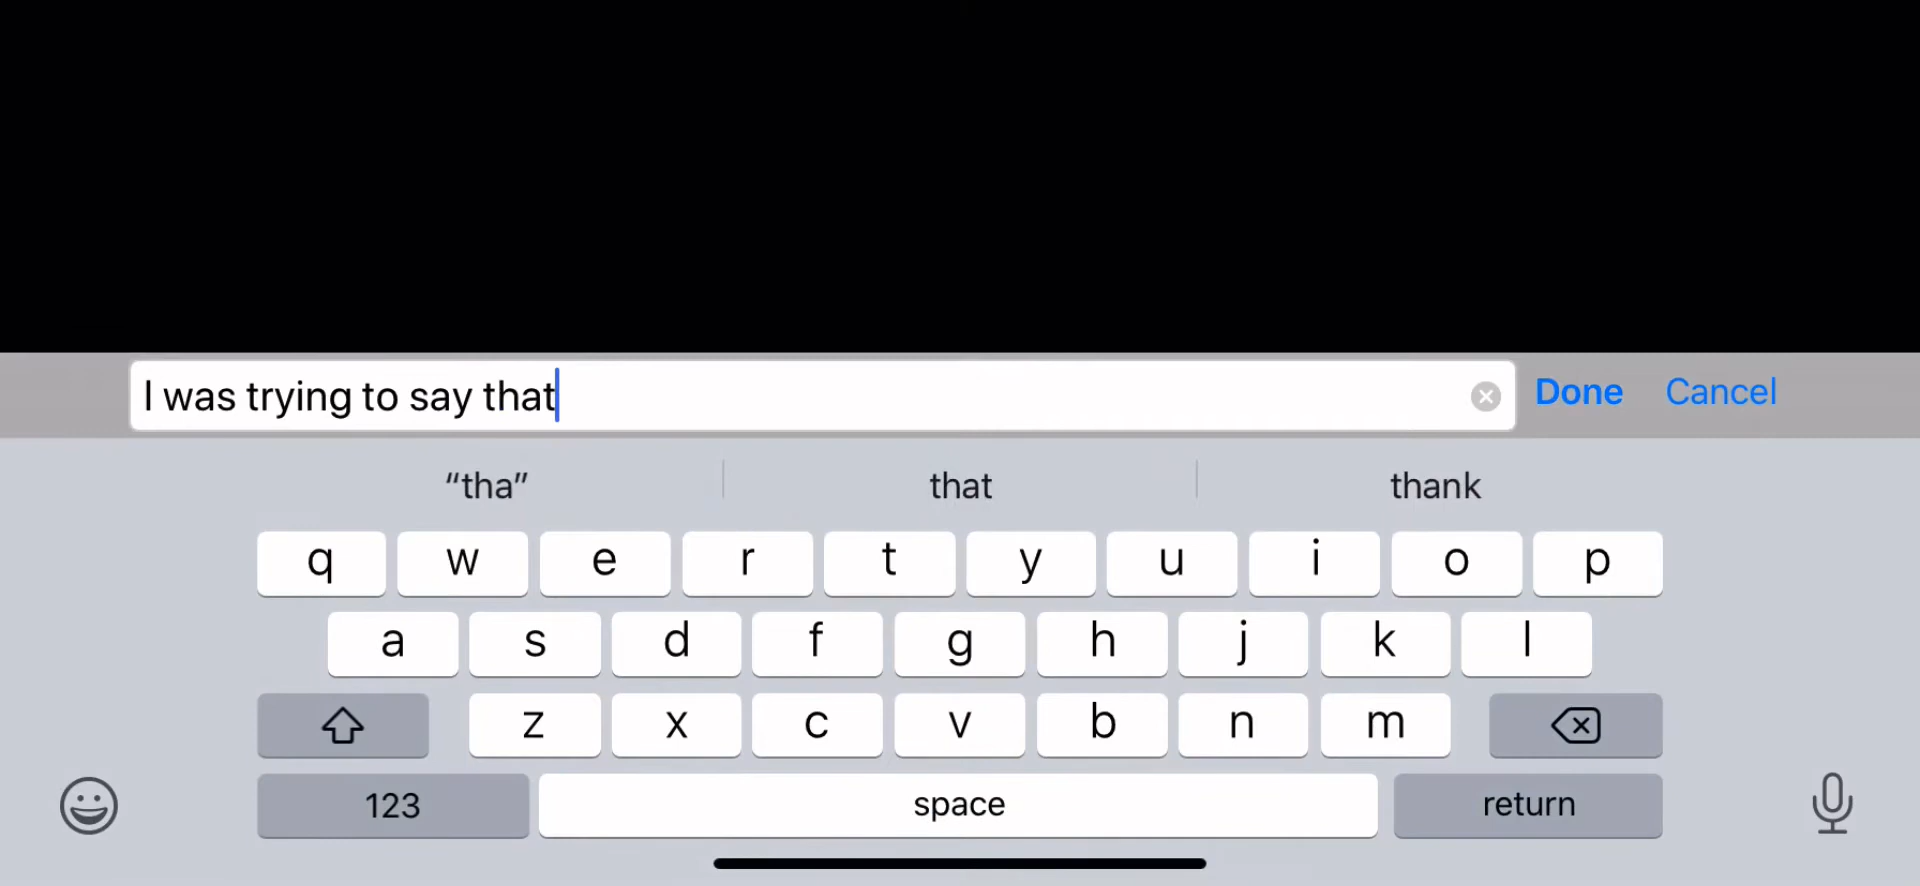 I was trying to say that
Done
Cancel
“tha”
that
thank
q w e r t y u i o p
a s d f g h j k l
z x c v b n m
123
space
return